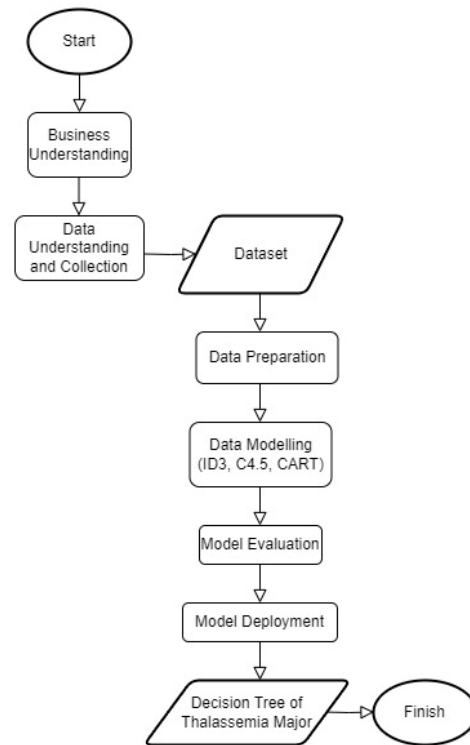 Start
Business
Understanding
Data
Understanding
and Collection
Dataset
Data Preparation
Data Modelling
(ID3, C4.5, CART)
Model Evaluation
Model Deployment
Decision Tree of
Thalassemia Major
Finish